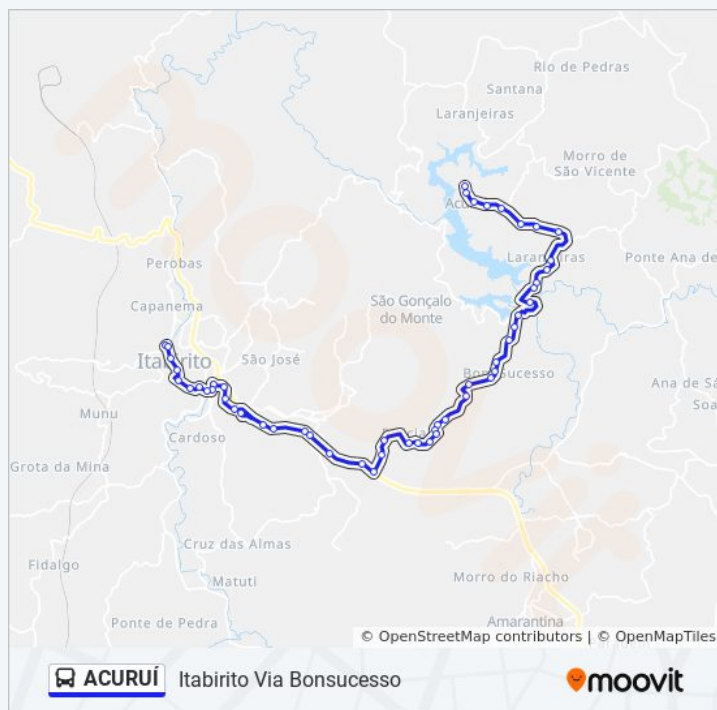 Rio de Pedras
Santana
Laranjeiras
Morro de
São Vicente
Laranjeiras
Ponte Ana de
Perobas
Capanema
São Gonçalo
do Monte
Itabirito
São José
Bom Sucesso
Ana de Sá
Soa
Munu
Cardoso
Grota da Mina
Cruz das Almas
Fidalgo
Matuti
Morro do Riacho
Ponte de Pedra
Amarantina
© OpenStreetMap contributors | © OpenMapTiles
ACURUÍ
Itabirito Via Bonsucesso
moovit